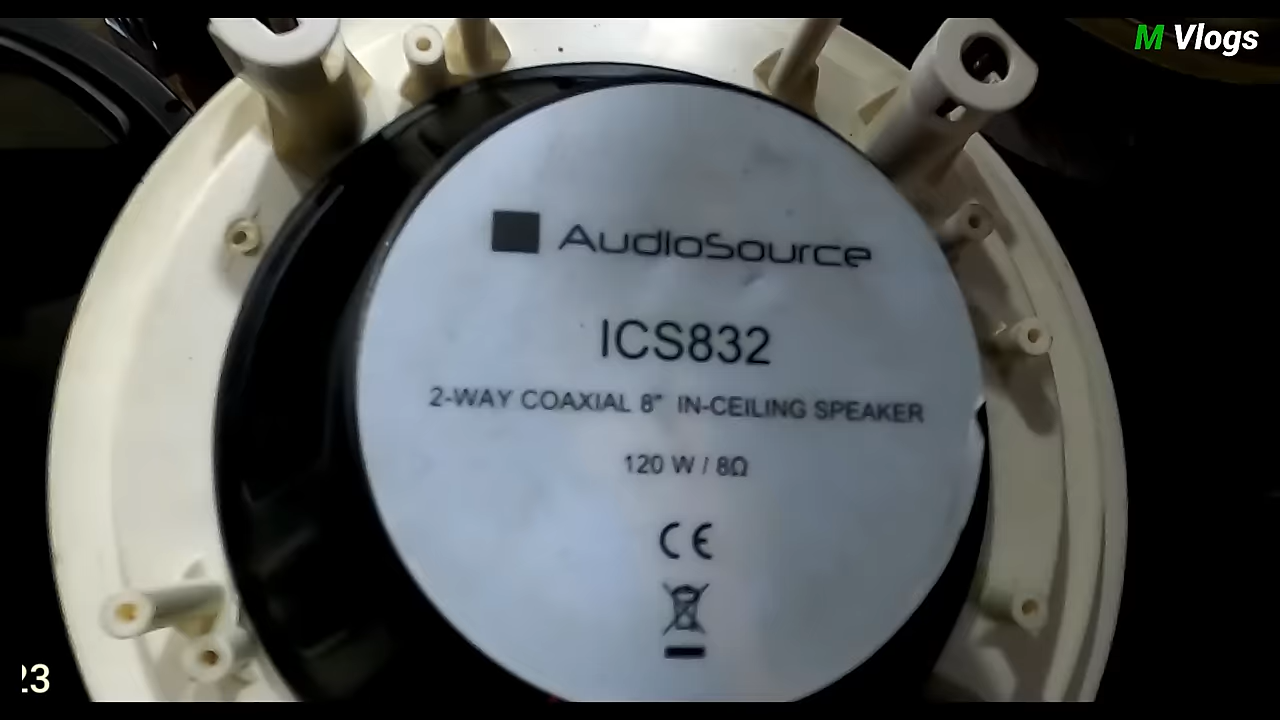 M Vlogs
AudioSource
ICS832
2-WAY COAXIAL 8" IN-CEILING SPEAKER
120 W / 8Ω
CE
23